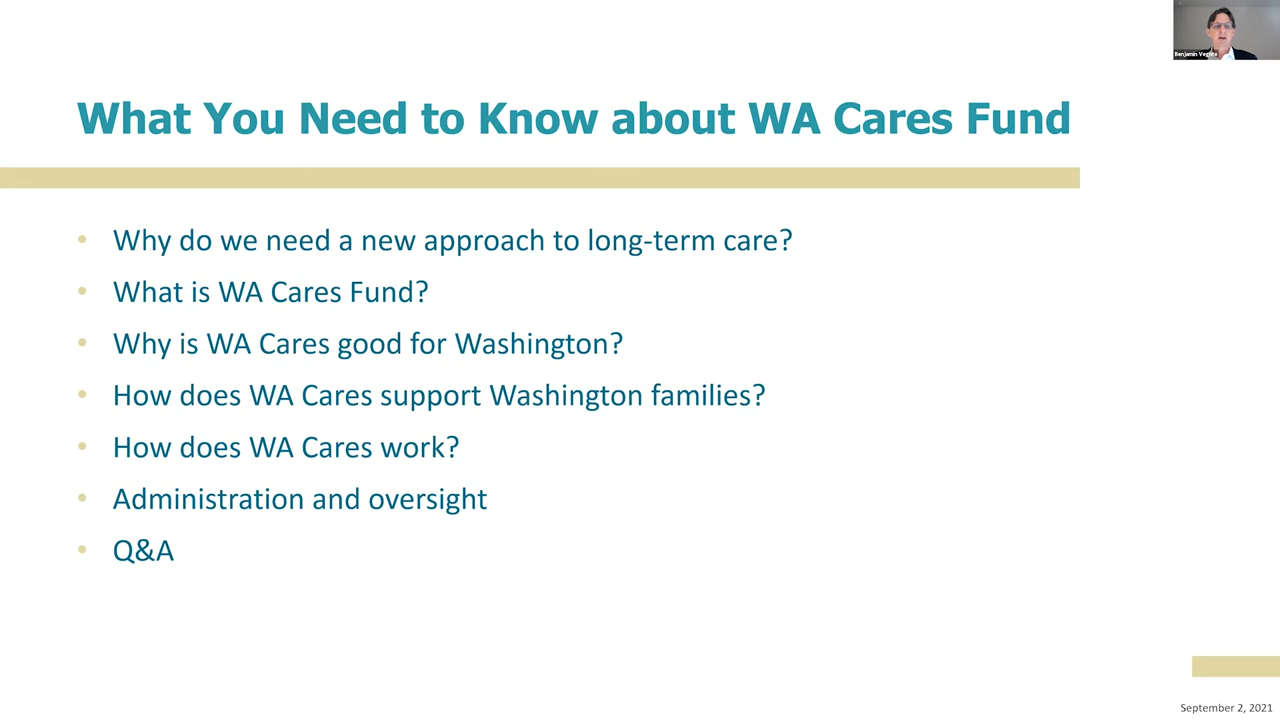 Benjamin Veghte
What You Need to Know about WA Cares Fund
• Why do we need a new approach to long-term care?
• What is WA Cares Fund?
• Why is WA Cares good for Washington?
• How does WA Cares support Washington families?
• How does WA Cares work?
• Administration and oversight
• Q&A
September 2, 2021